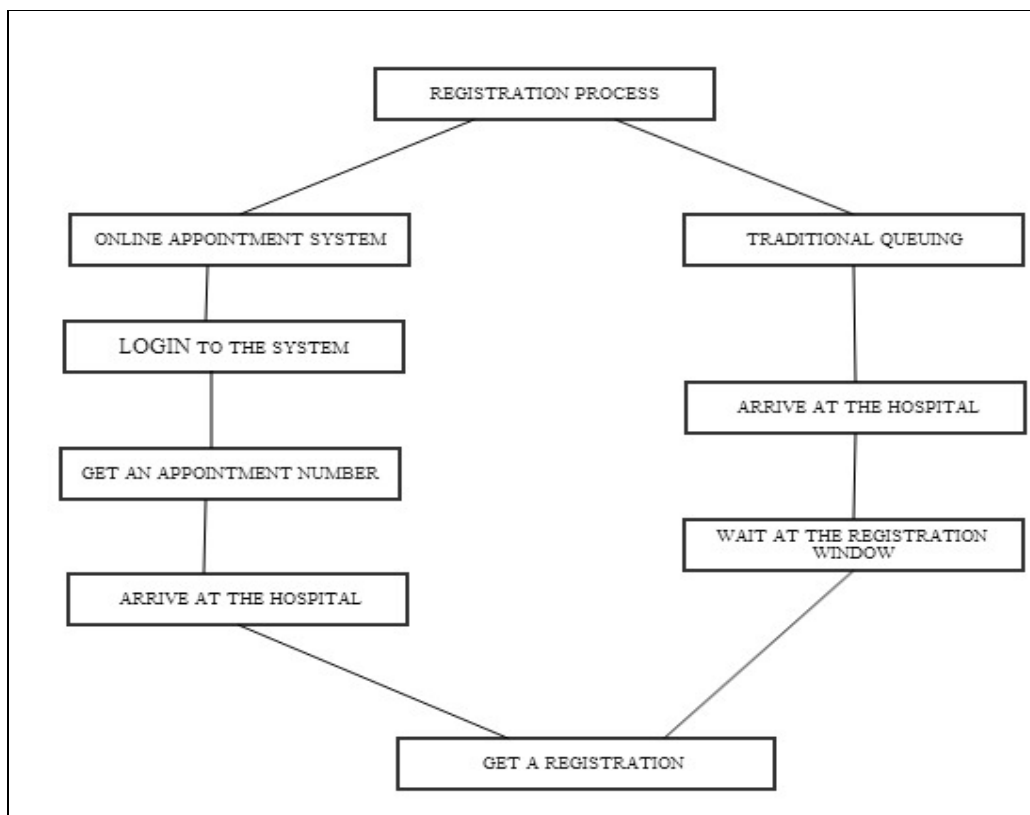 REGISTRATION PROCESS
ONLINE APPOINTMENT SYSTEM
TRADITIONAL QUEUING
LOGIN TO THE SYSTEM
ARRIVE AT THE HOSPITAL
GET AN APPOINTMENT NUMBER
WAIT AT THE REGISTRATION
WINDOW
ARRIVE AT THE HOSPITAL
GET A REGISTRATION